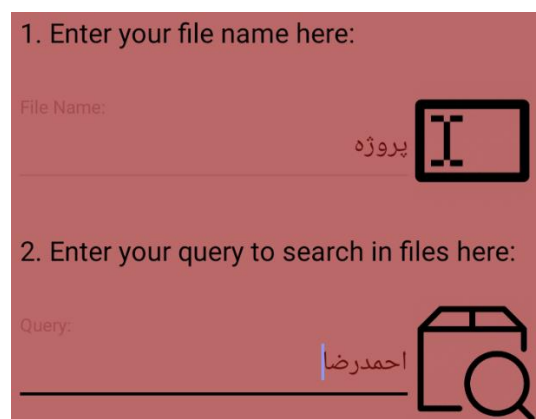 1. Enter your file name here:
File Name:
پروژه
2. Enter your query to search in files here:
Query:
احمدرضا